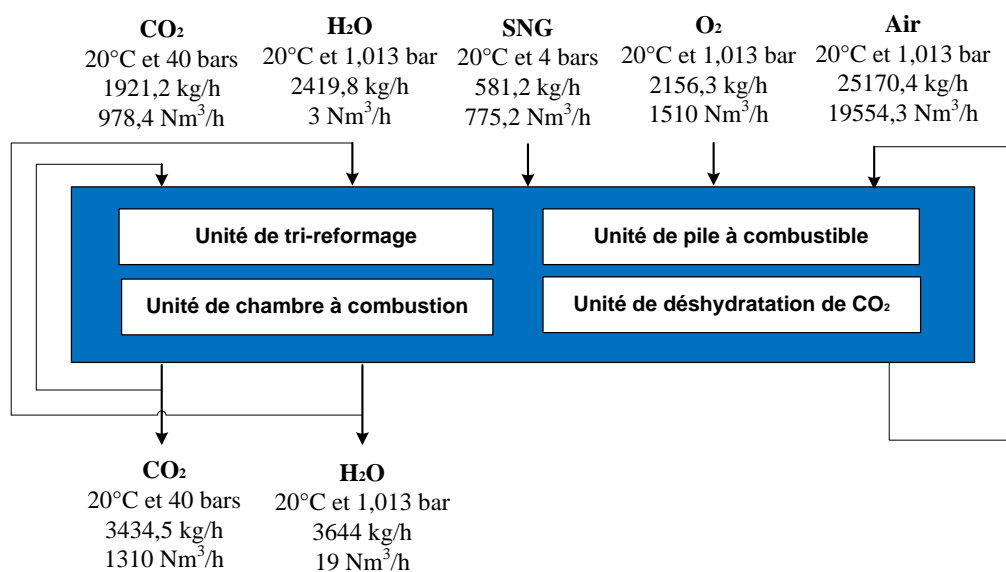 CO₂
20°C et 40 bars
1921,2 kg/h
978,4 Nm³/h
H₂O
20°C et 1,013 bar
2419,8 kg/h
3 Nm³/h
SNG
20°C et 4 bars
581,2 kg/h
775,2 Nm³/h
O₂
20°C et 1,013 bar
2156,3 kg/h
1510 Nm³/h
Air
20°C et 1,013 bar
25170,4 kg/h
19554,3 Nm³/h
Unité de tri-reformage
Unité de pile à combustible
Unité de chambre à combustion
Unité de déshydratation de CO₂
CO₂
20°C et 40 bars
3434,5 kg/h
1310 Nm³/h
H₂O
20°C et 1,013 bar
3644 kg/h
19 Nm³/h